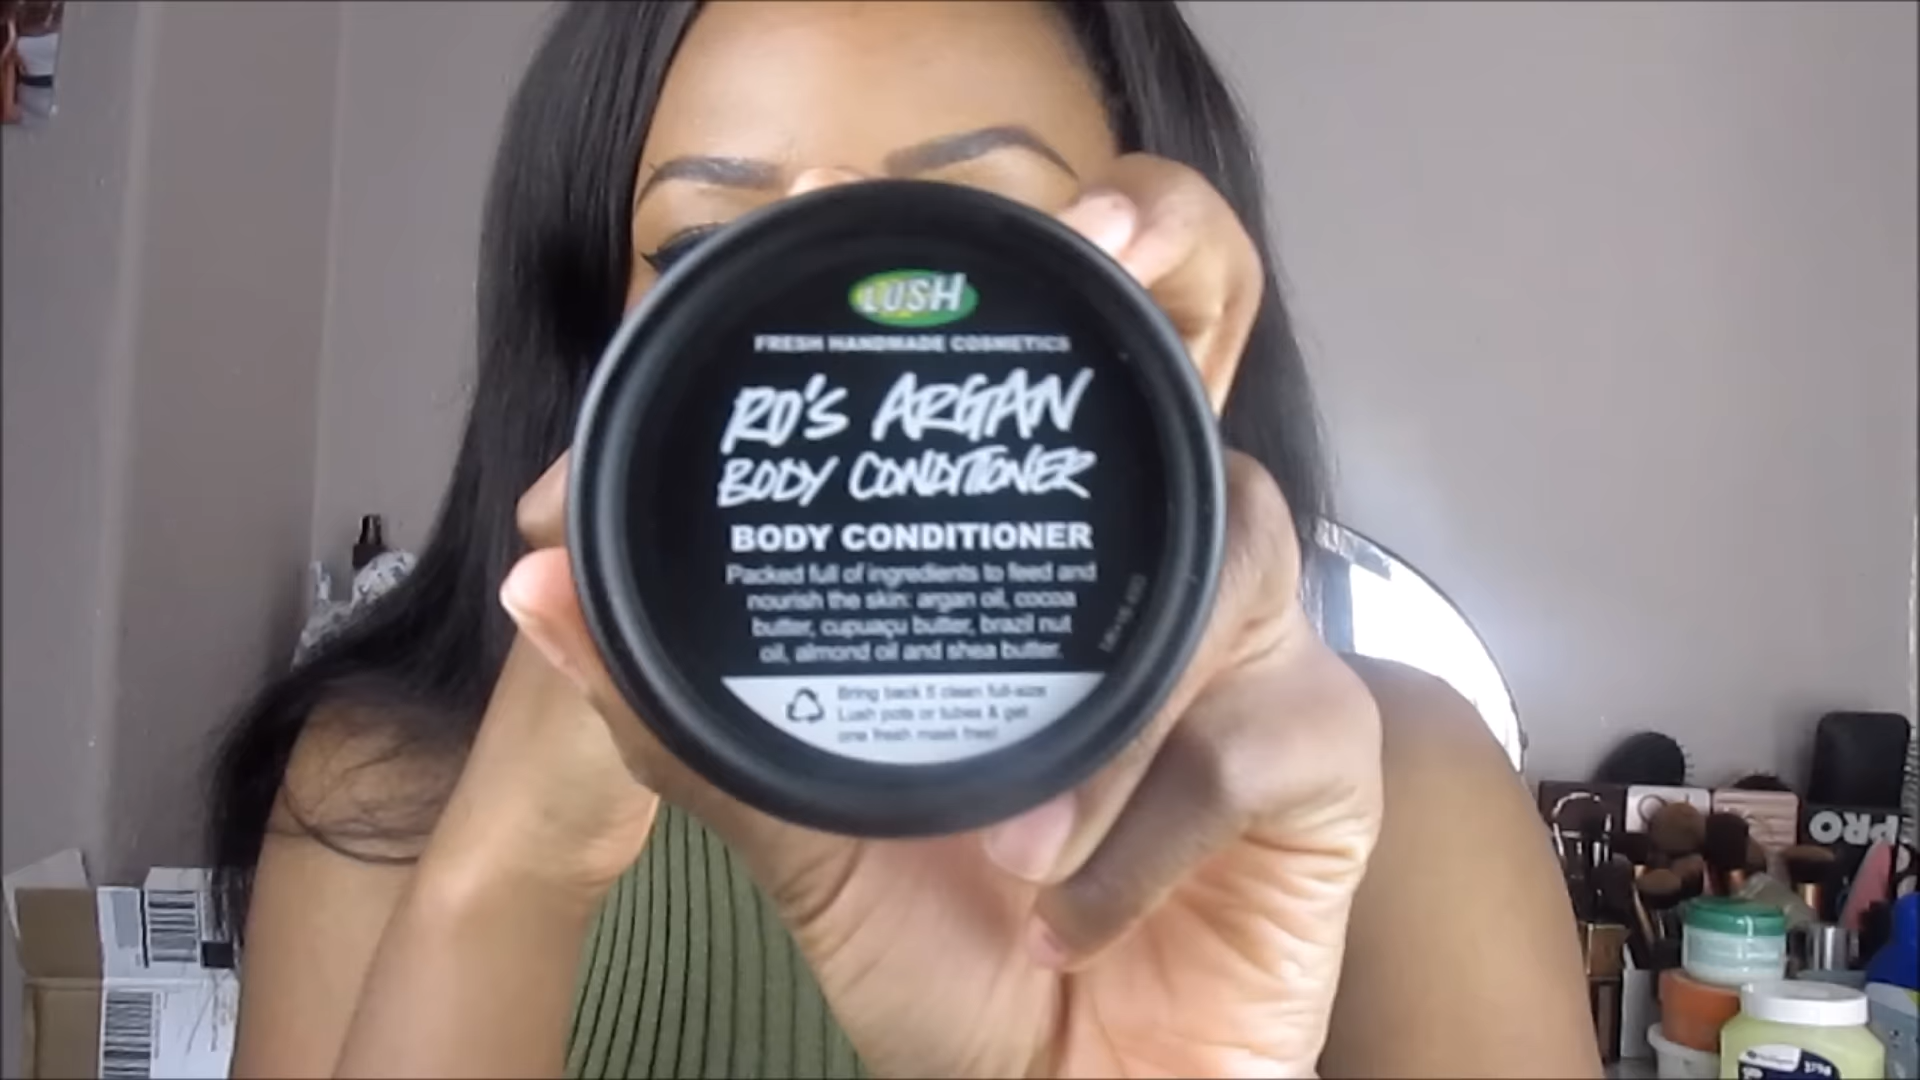 LUSH
FRESH HANDMADE COSMETICS
RO'S ARGAN
BODY CONDITIONER
BODY CONDITIONER
Packed full of ingredients to feed and
nourish the skin: argan oil, cocoa
butter, cupuaçu butter, brazil nut
oil, almond oil and shea butter.
Bring back 5 clean full-size
Lush pots or tubes & get
one fresh mask free!
PRO